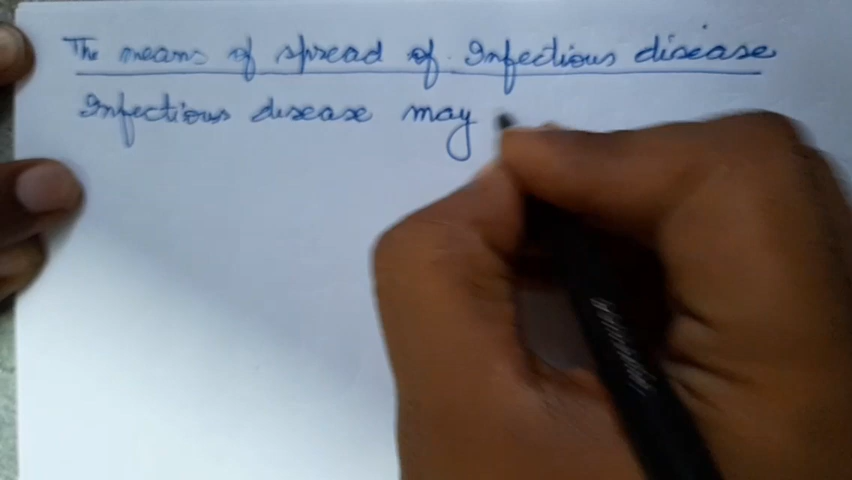 The means of spread of Infectious disease
Infectious disease may